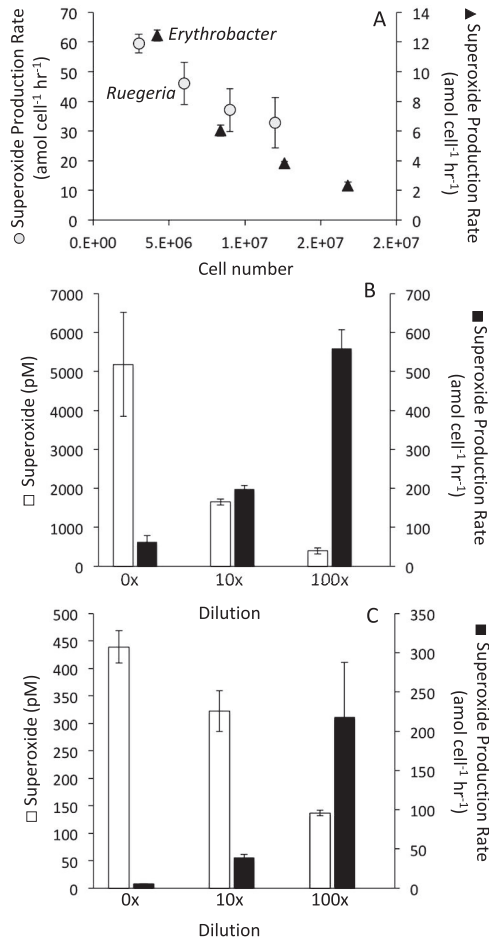 A
○ Superoxide Production Rate
(amol cell-1 hr-1)
70
60
50
40
30
20
10
0
Erythrobacter
Ruegeria
14
12
10
8
6
4
2
0
▲ Superoxide Production Rate
(amol cell-1 hr-1)
0.E+00 5.E+06 1.E+07 2.E+07 2.E+07
Cell number
B
□ Superoxide (pM)
7000
6000
5000
4000
3000
2000
1000
0
700
600
500
400
300
200
100
0
■ Superoxide Production Rate
(amol cell-1 hr-1)
0x 10x 100x
Dilution
C
□ Superoxide (pM)
500
450
400
350
300
250
200
150
100
50
0
350
300
250
200
150
100
50
0
■ Superoxide Production Rate
(amol cell-1 hr-1)
0x 10x 100x
Dilution